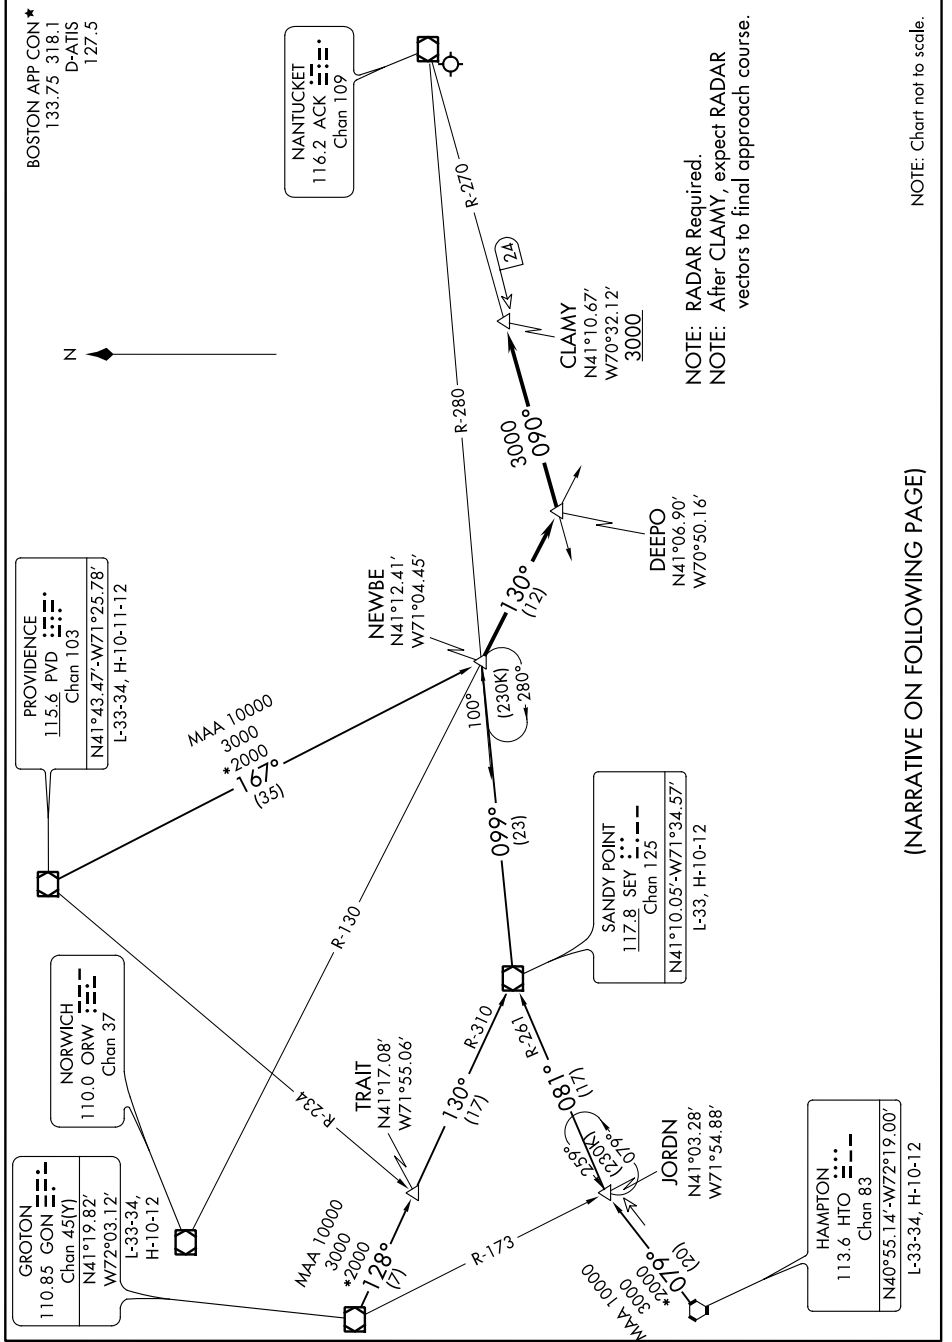 BOSTON APP CON★
133.75 318.1
D-ATIS
127.5
N
NANTUCKET
116.2 ACK
Chan 109
PROVIDENCE
115.6 PVD
Chan 103
N41°43.47'-W71°25.78'
L-33-34, H-10-11-12
NORWICH
110.0 ORW
Chan 37
GROTON
110.85 GON
Chan 45(Y)
N41°19.82'
W72°03.12'
L-33-34,
H-10-12
MAA 10000
3000
*2000
167°
(35)
R-234
R-130
R-280
R-270
24
MAA 10000
3000
*2000
128°
(7)
TRAIT
N41°17.08'
W71°55.06'
130°
(17)
R-310
R-173
NEWBE
N41°12.41'
W71°04.45'
100°
(230K)
280°
099°
(23)
130°
(12)
3000
090°
CLAMY
N41°10.67'
W70°32.12'
3000
DEEPO
N41°06.90'
W70°50.16'
SANDY POINT
117.8 SEY
Chan 125
N41°10.05'-W71°34.57'
L-33, H-10-12
R-261
081°
(17)
259°
(230K)
079°
JORDN
N41°03.28'
W71°54.88'
MAA 10000
3000
*2000
079°
(20)
HAMPTON
113.6 HTO
Chan 83
N40°55.14'-W72°19.00'
L-33-34, H-10-12
NOTE: RADAR Required.
NOTE: After CLAMY, expect RADAR
vectors to final approach course.
(NARRATIVE ON FOLLOWING PAGE)
NOTE: Chart not to scale.